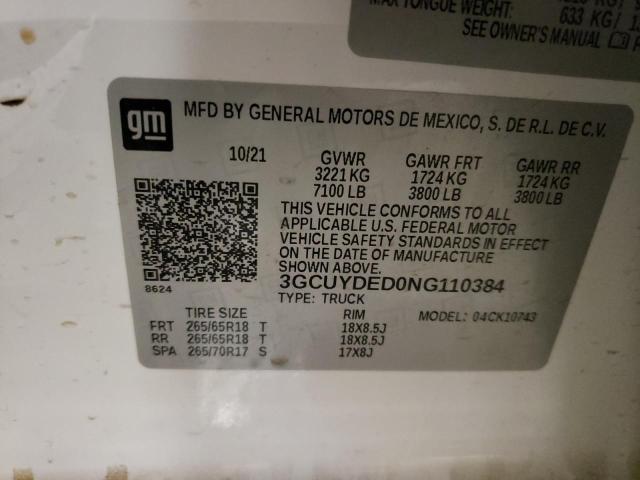 MAX TONGUE WEIGHT: 633 KG/
SEE OWNER'S MANUAL
gm
MFD BY GENERAL MOTORS DE MEXICO, S. DE R.L. DE C.V.
10/21 GVWR GAWR FRT GAWR RR
3221 KG 1724 KG 1724 KG
7100 LB 3800 LB 3800 LB
THIS VEHICLE CONFORMS TO ALL
APPLICABLE U.S. FEDERAL MOTOR
VEHICLE SAFETY STANDARDS IN EFFECT
ON THE DATE OF MANUFACTURE
SHOWN ABOVE.
8624
3GCUYDED0NG110384
TYPE: TRUCK
TIRE SIZE RIM MODEL: 04CK10743
FRT 265/65R18 T 18X8.5J
RR 265/65R18 T 18X8.5J
SPA 265/70R17 S 17X8J